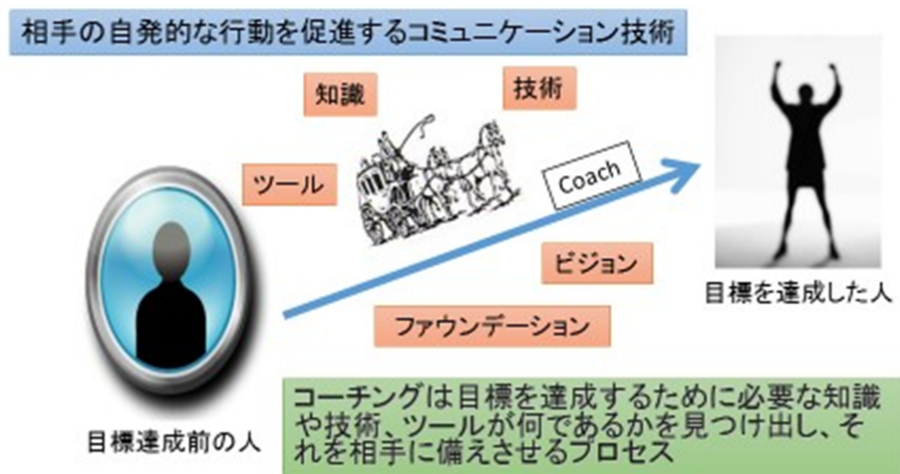 相手の自発的な行動を促進するコミュニケーション技術
知識
技術
ツール
Coach
ビジョン
ファウンデーション
目標を達成した人
目標達成前の人
コーチングは目標を達成するために必要な知識
や技術、ツールが何であるかを見つけ出し、そ
れを相手に備えさせるプロセス